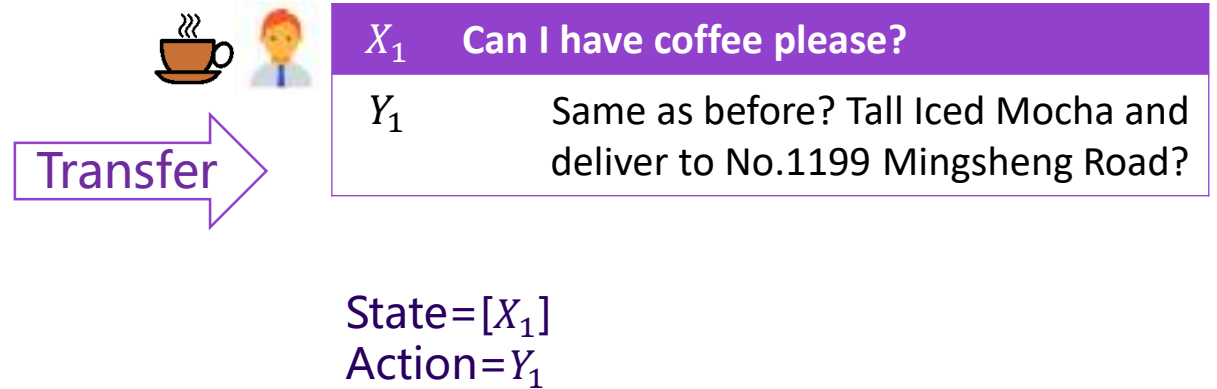 X₁ Can I have coffee please?
Y₁ Same as before? Tall Iced Mocha and
deliver to No.1199 Mingsheng Road?
Transfer
State=[X₁]
Action=Y₁